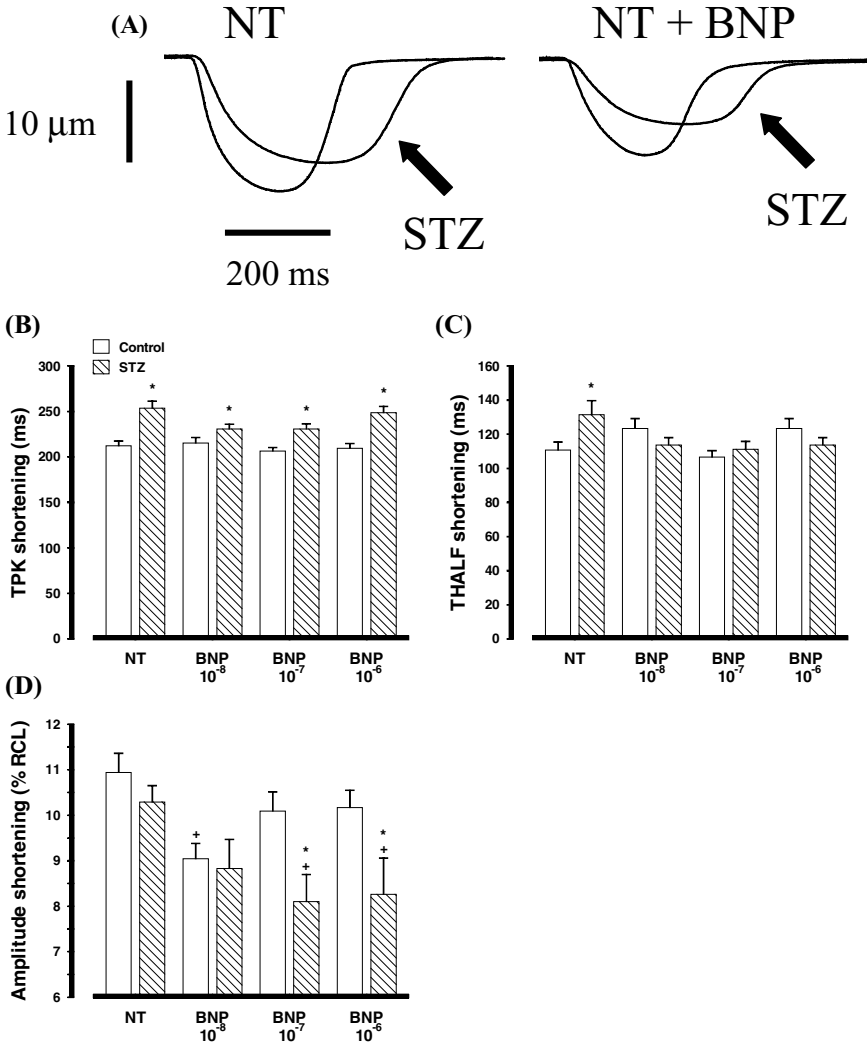 (A) NT NT + BNP
10 μm
STZ STZ
200 ms
(B)
Control
STZ
TPK shortening (ms)
300
250
200
150
100
50
0
* * * *
NT BNP 10⁻⁸ BNP 10⁻⁷ BNP 10⁻⁶
(C)
THALF shortening (ms)
160
140
120
100
80
60
40
20
0
*
NT BNP 10⁻⁸ BNP 10⁻⁷ BNP 10⁻⁶
(D)
Amplitude shortening (% RCL)
12
11
10
9
8
7
6
+ * + * +
NT BNP 10⁻⁸ BNP 10⁻⁷ BNP 10⁻⁶